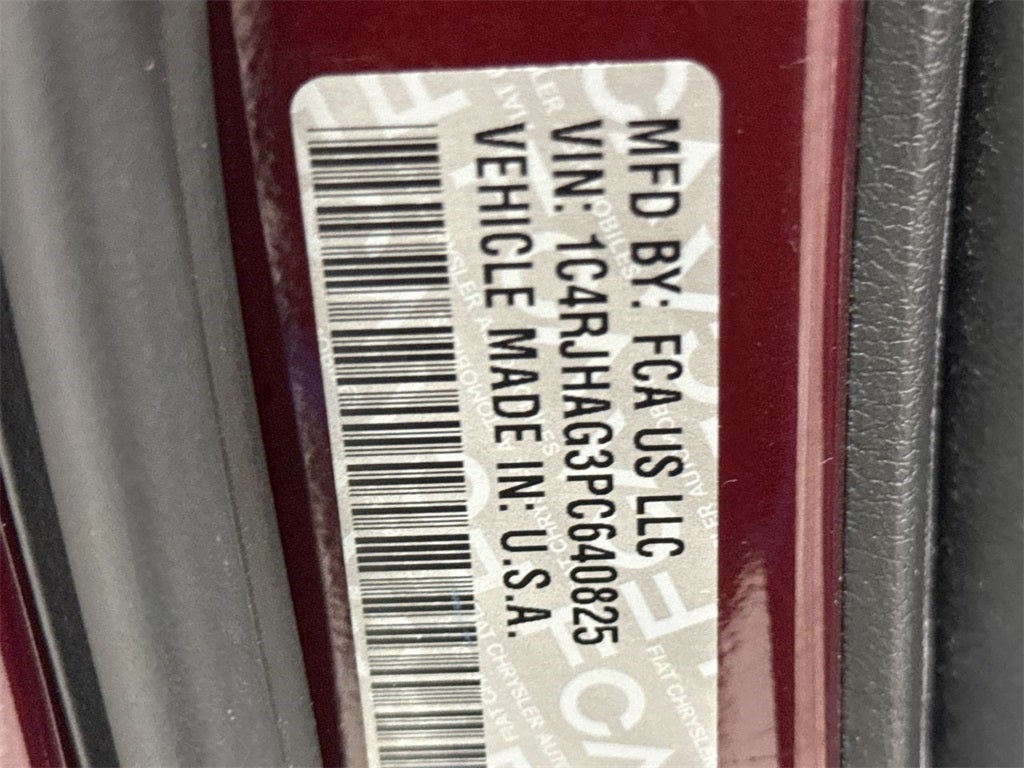 MFD BY: FCA US LLC
VIN: 1C4RJHAG3PC640825
VEHICLE MADE IN: U.S.A.